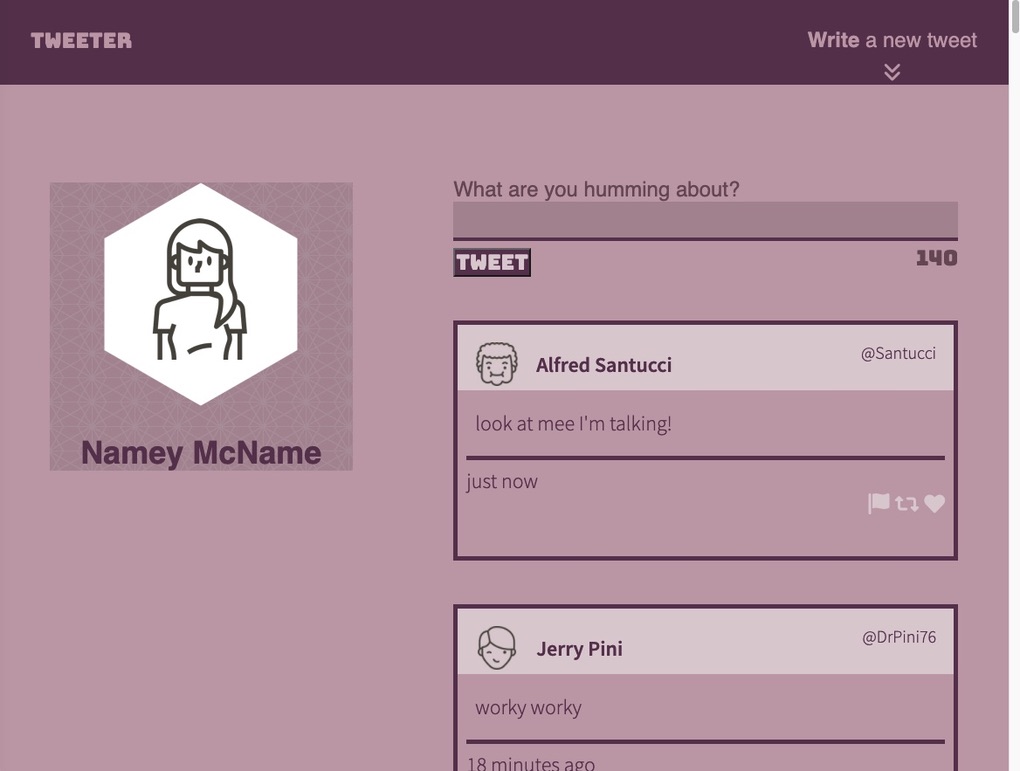 TWEETER
Write a new tweet
Namey McName
What are you humming about?
TWEET
140
Alfred Santucci
@Santucci
look at mee I'm talking!
just now
Jerry Pini
@DrPini76
worky worky
18 minutes ago